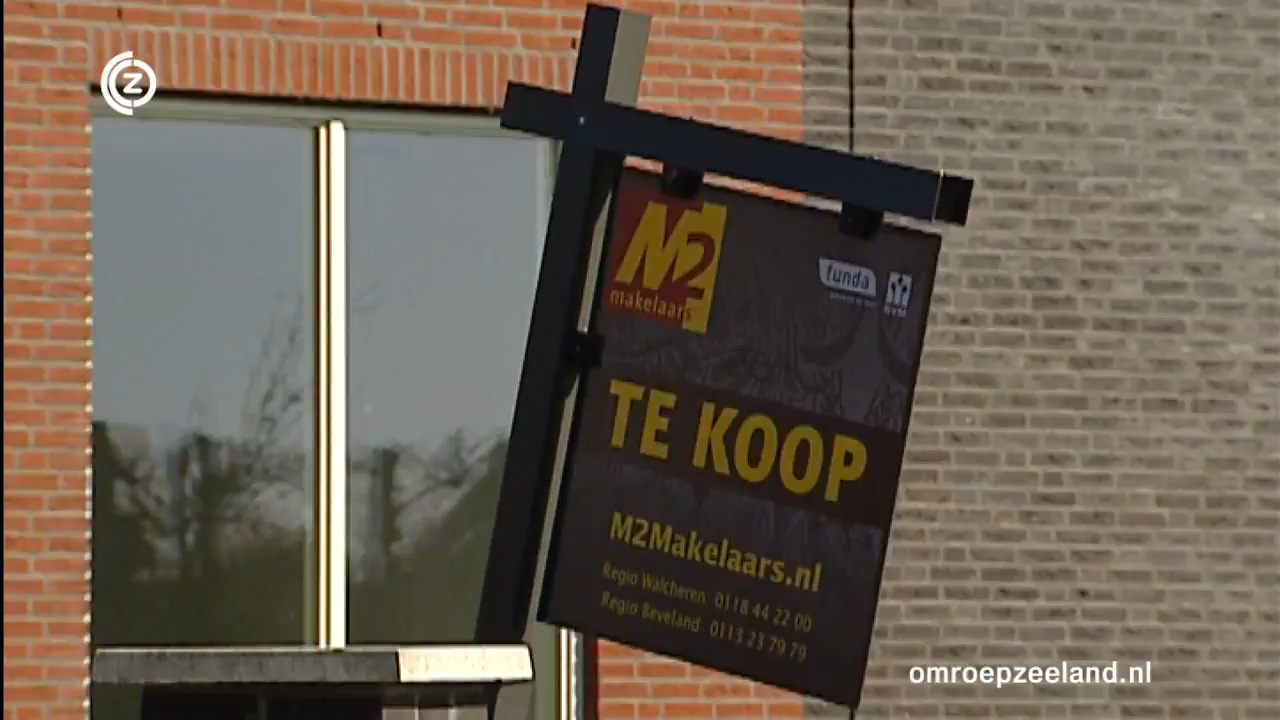 Z
M2
makelaars
funda
NVM
TE KOOP
M2Makelaars.nl
Regio Walcheren 0118 44 22 00
Regio Beveland 0113 23 79 79
omroepzeeland.nl